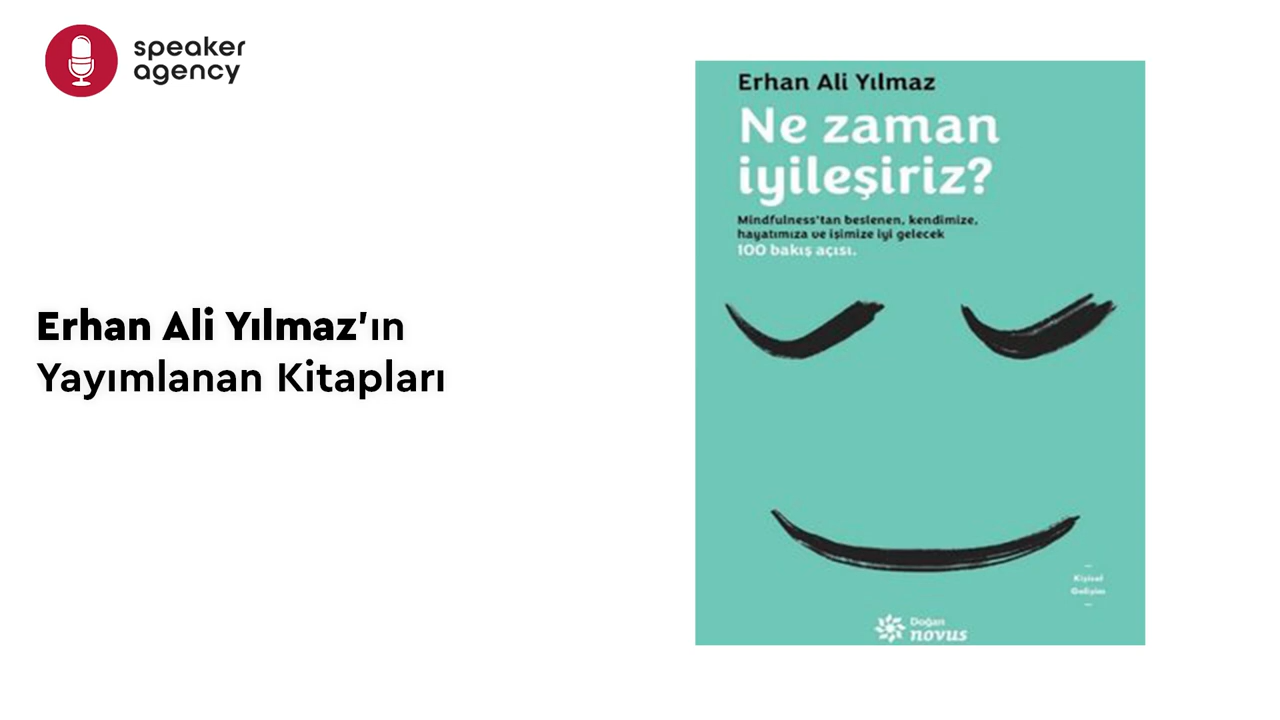 speaker
agency
Erhan Ali Yılmaz'ın
Yayımlanan Kitapları
Erhan Ali Yılmaz
Ne zaman
iyileşiriz?
Mindfulness'tan beslenen, kendimize,
hayatımıza ve işimize iyi gelecek
100 bakış açısı.
Kişisel
Gelişim
Doğan
novus